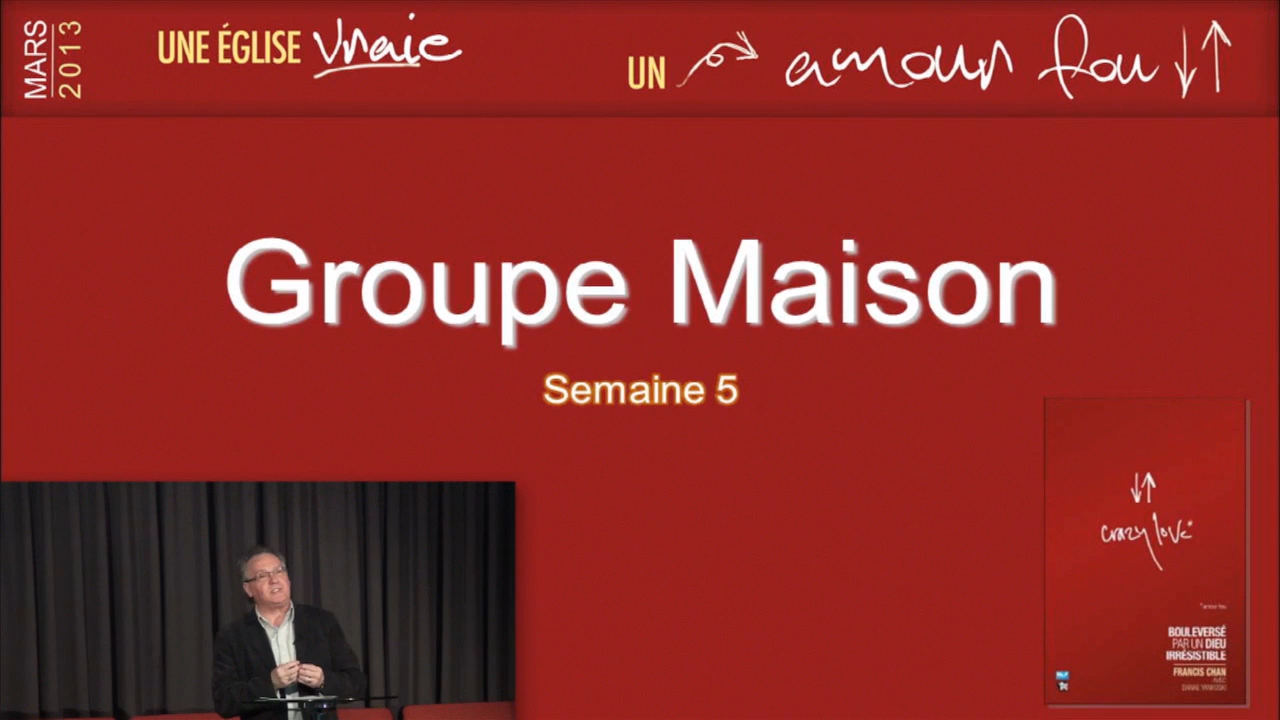 MARS
2013
UNE ÉGLISE vraie
UN amour fou
Groupe Maison
Semaine 5
crazy love
*amour fou
BOULEVERSÉ
PAR UN DIEU
IRRÉSISTIBLE
FRANCIS CHAN
AVEC
DANAE YANKOSKI